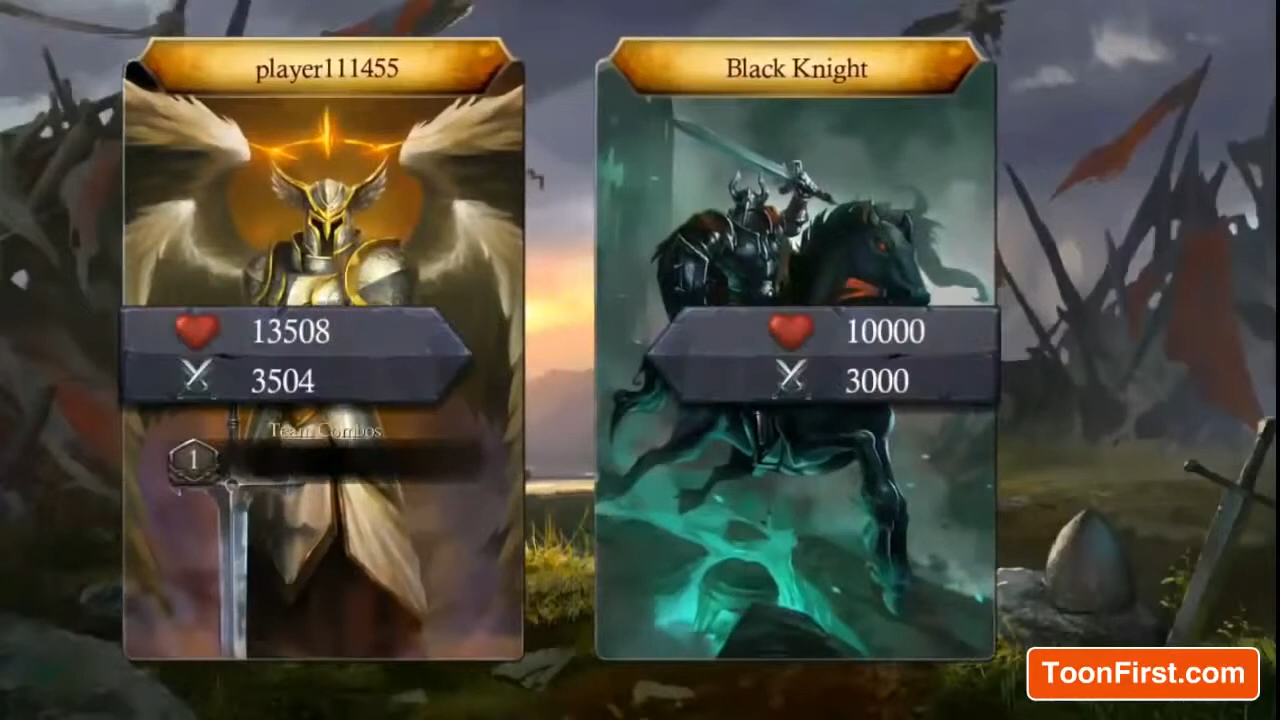 player111455
13508
3504
Team Combos
1
Black Knight
10000
3000
ToonFirst.com